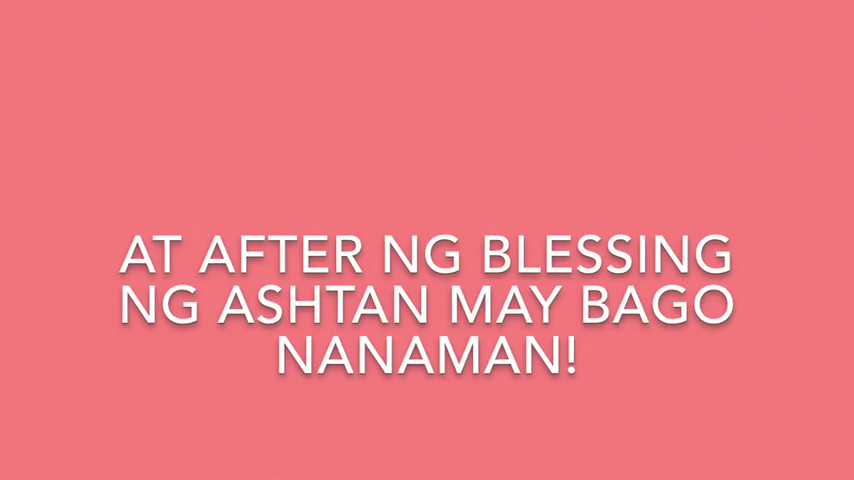 AT AFTER NG BLESSING
NG ASHTAN MAY BAGO
NANAMAN!